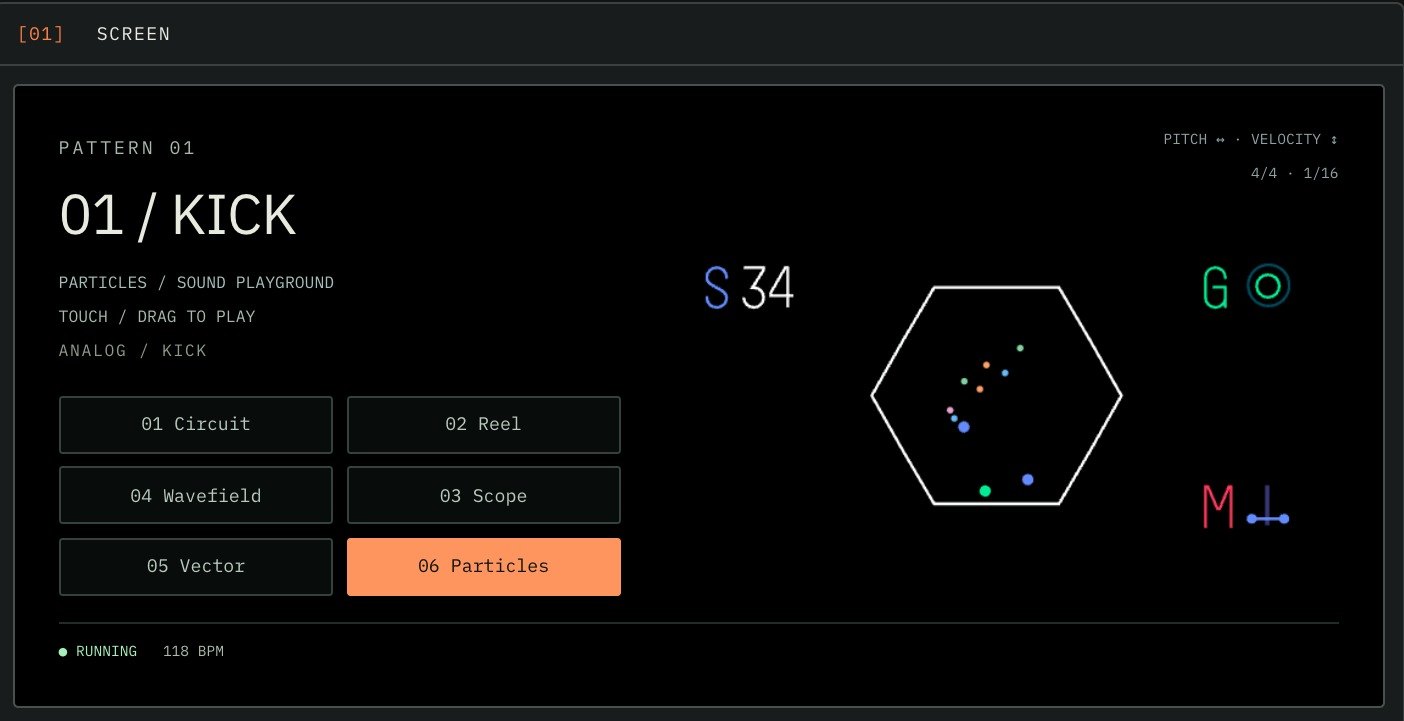 [01] SCREEN
PATTERN 01
PITCH ↔ · VELOCITY ↕
4/4 · 1/16
01 / KICK
PARTICLES / SOUND PLAYGROUND
TOUCH / DRAG TO PLAY
ANALOG / KICK
S 34
G
M
01 Circuit
02 Reel
04 Wavefield
03 Scope
05 Vector
06 Particles
RUNNING 118 BPM